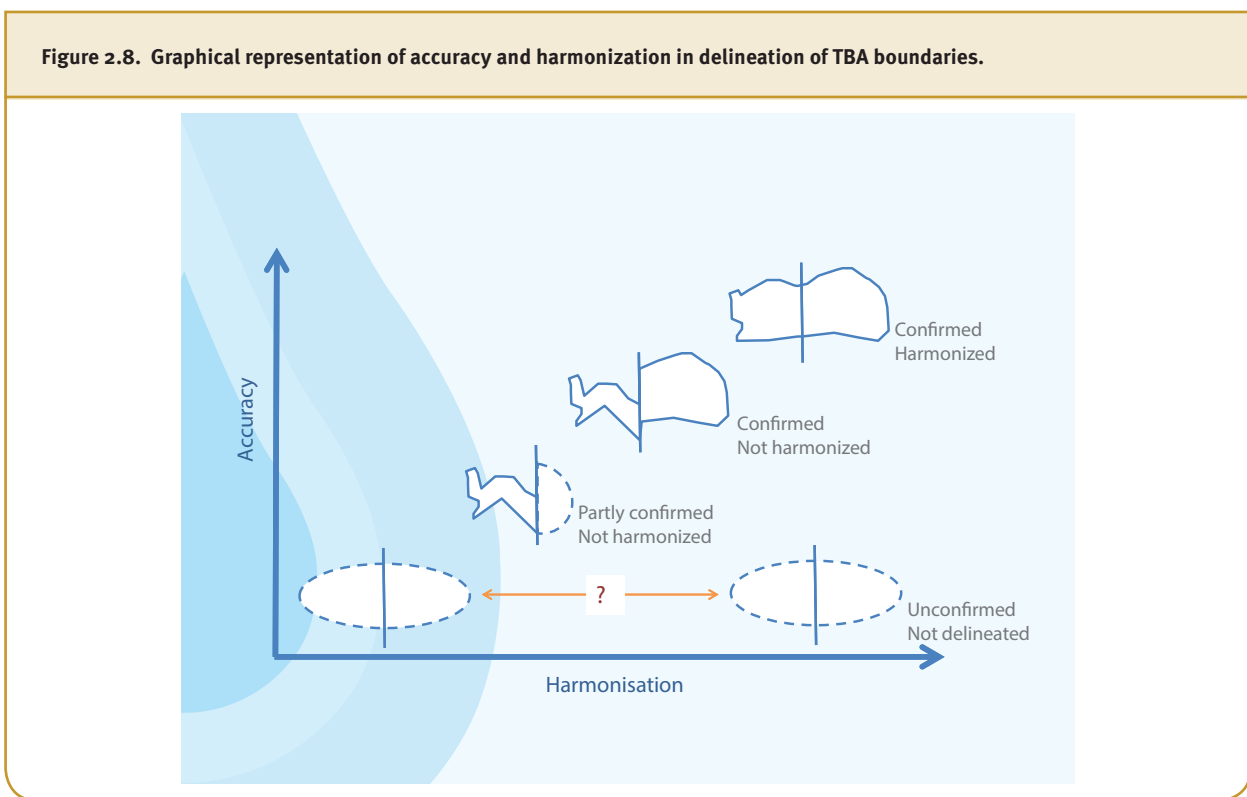 Figure 2.8. Graphical representation of accuracy and harmonization in delineation of TBA boundaries.
Confirmed
Harmonized
Accuracy
Confirmed
Not harmonized
Partly confirmed
Not harmonized
?
Unconfirmed
Not delineated
Harmonisation